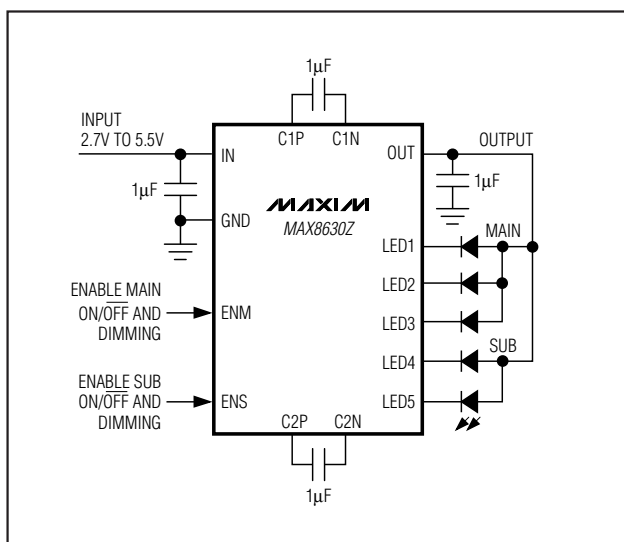 1µF
INPUT
2.7V TO 5.5V
C1P C1N
IN
OUT
OUTPUT
1µF
1µF
MAXIM
MAX8630Z
GND
MAIN
LED1
LED2
ENABLE MAIN
ON/OFF AND
DIMMING
ENM
LED3
SUB
LED4
ENABLE SUB
ON/OFF AND
DIMMING
ENS
LED5
C2P C2N
1µF